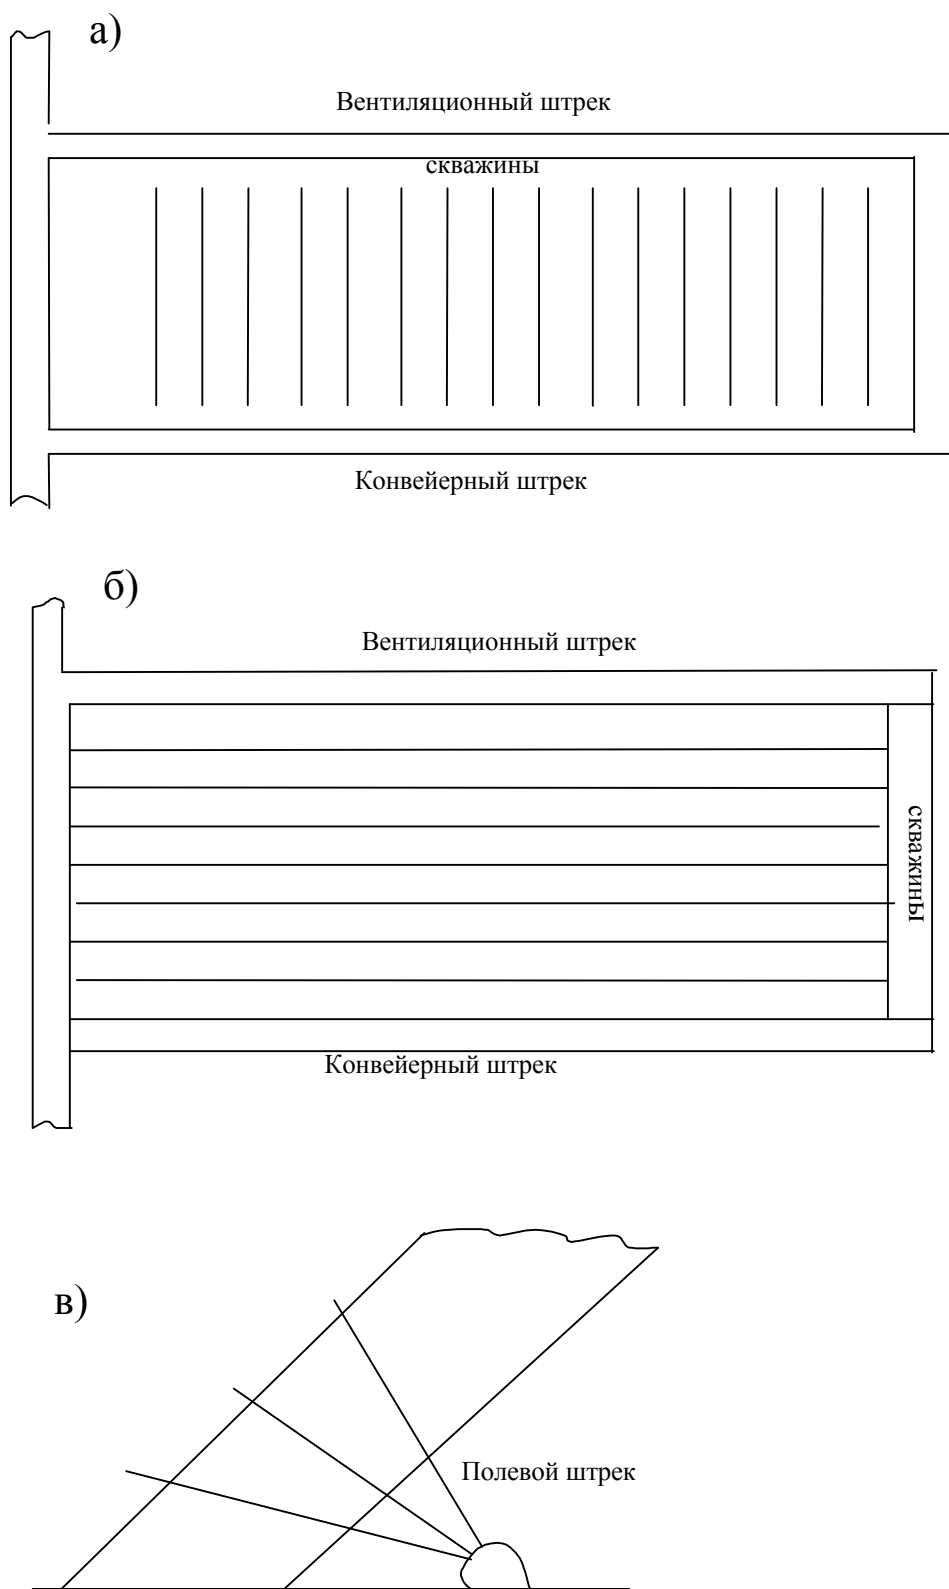 а)
Вентиляционный штрек
скважины
Конвейерный штрек
б)
Вентиляционный штрек
скважины
Конвейерный штрек
в)
Полевой штрек